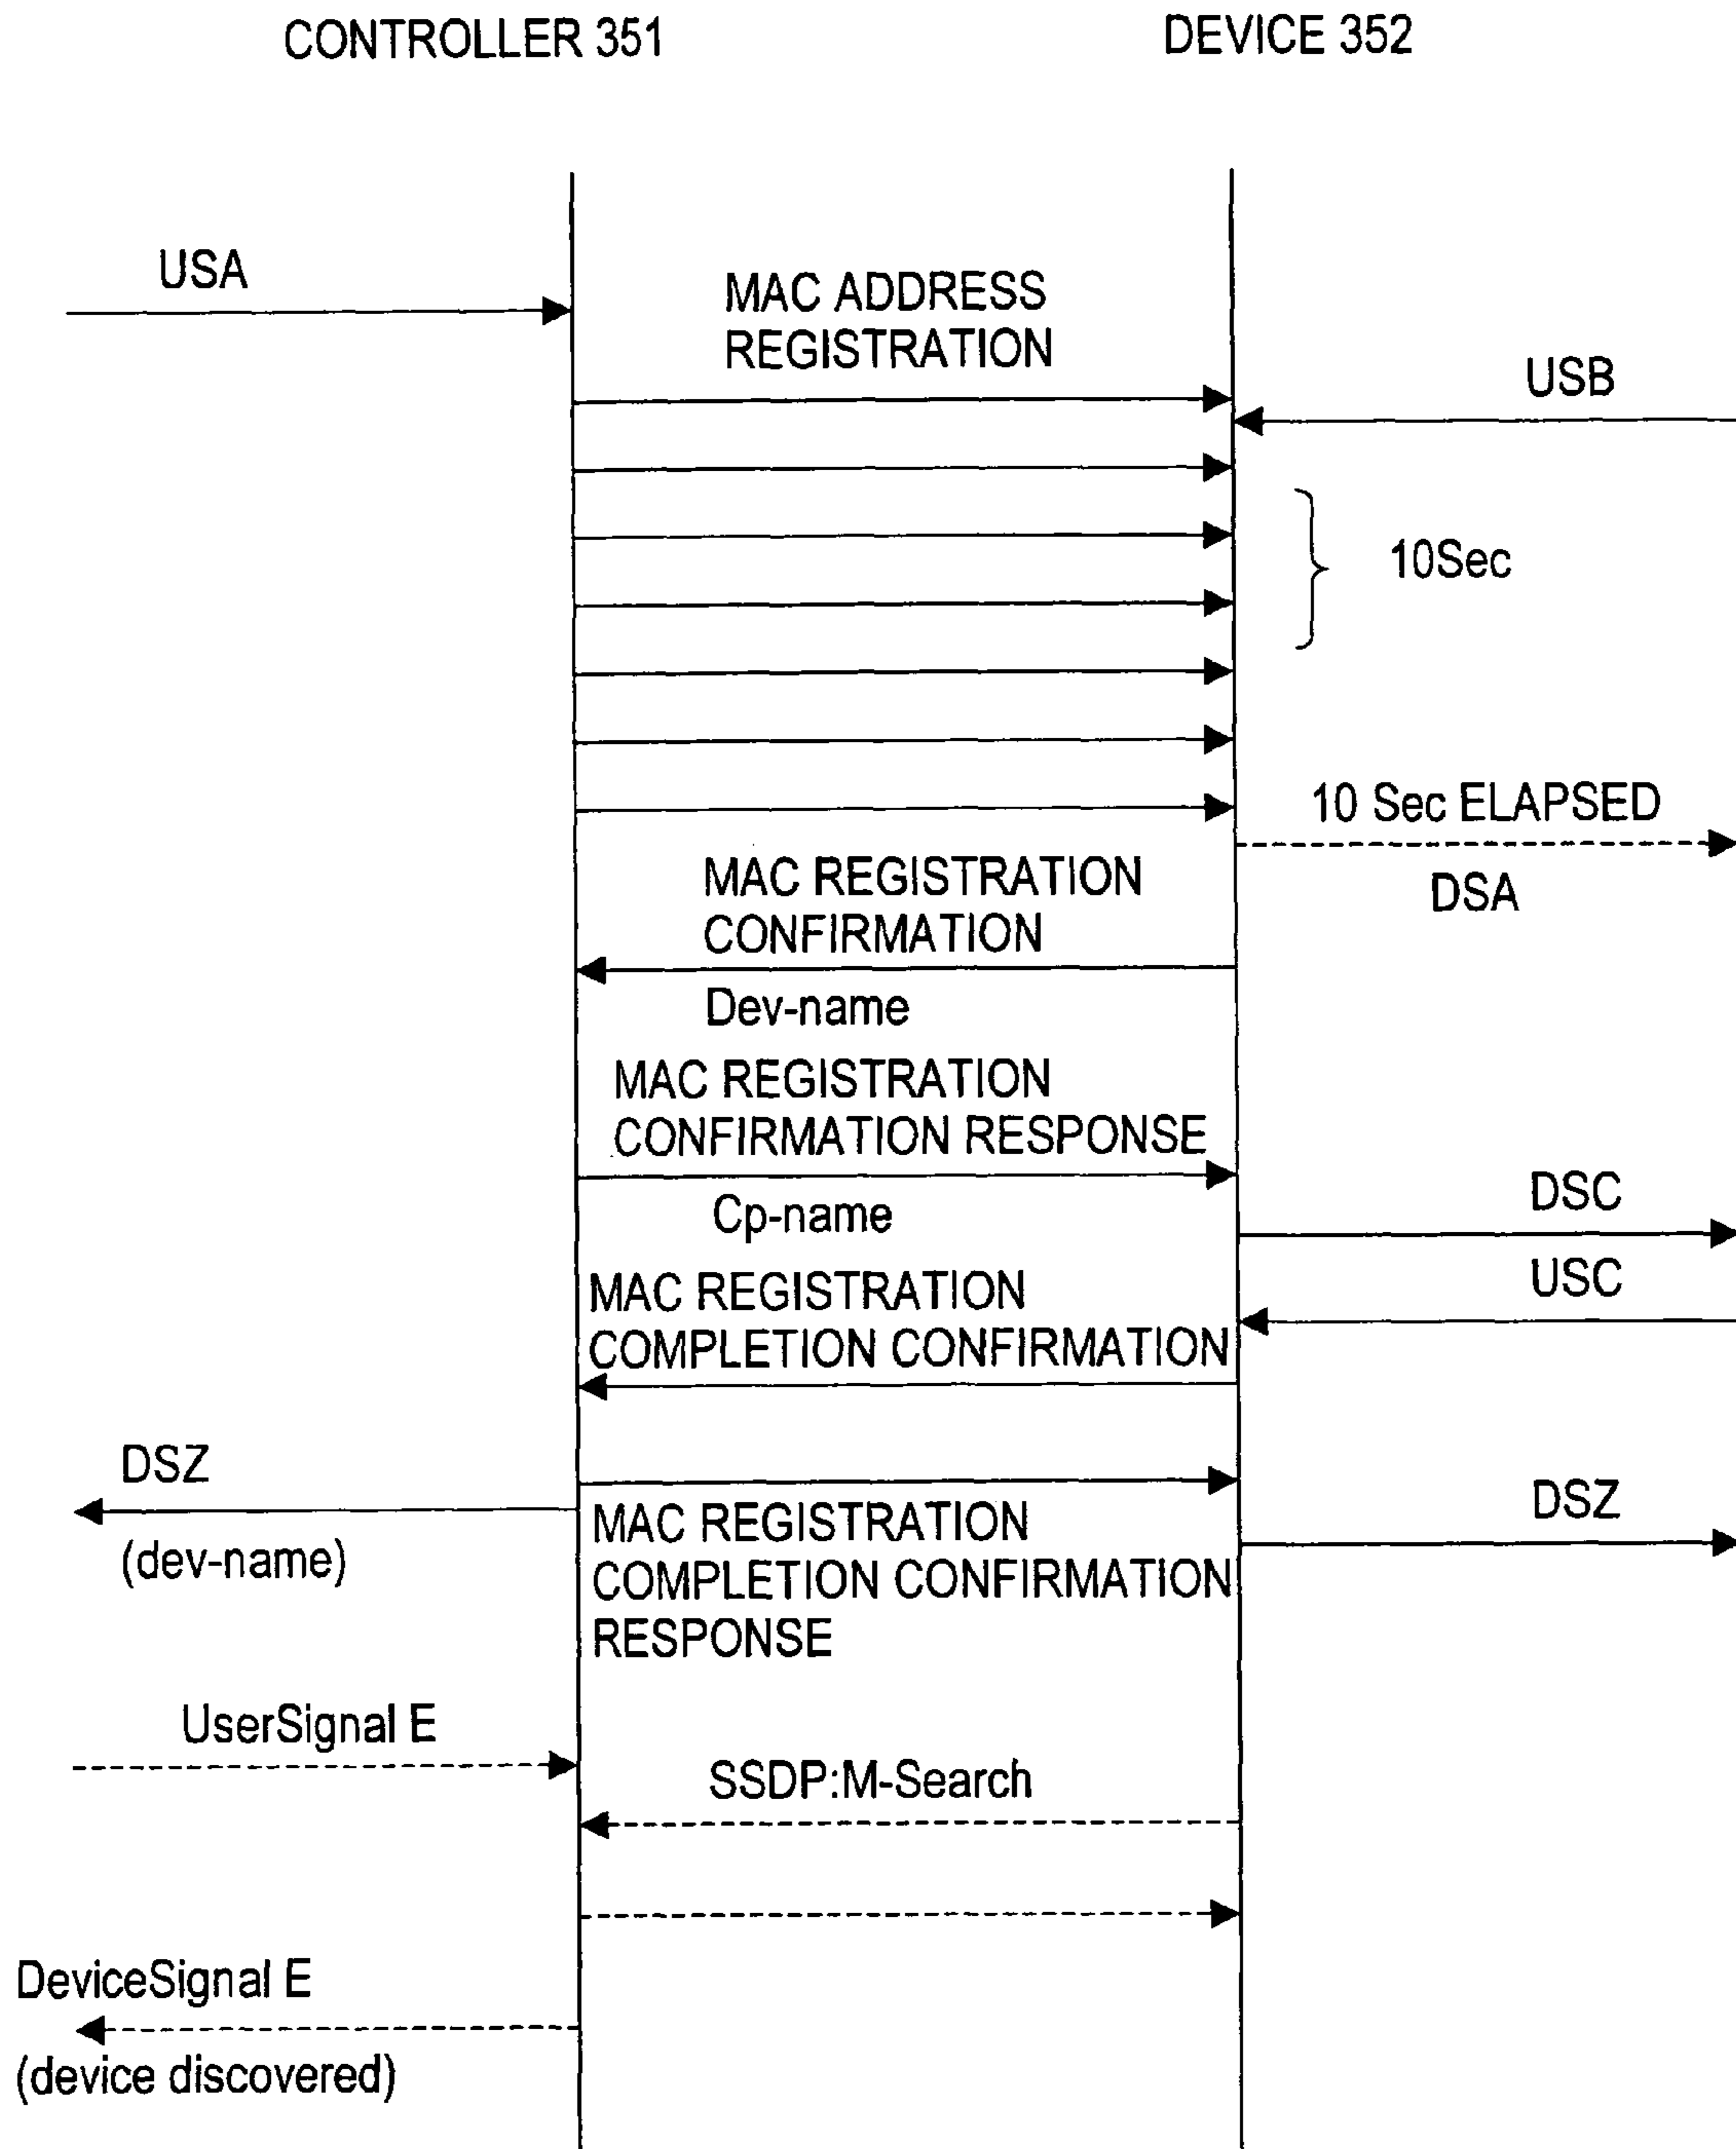 CONTROLLER 351
DEVICE 352
USA
MAC ADDRESS
REGISTRATION
USB
10Sec
10 Sec ELAPSED
DSA
MAC REGISTRATION
CONFIRMATION
Dev-name
MAC REGISTRATION
CONFIRMATION RESPONSE
Cp-name
DSC
USC
MAC REGISTRATION
COMPLETION CONFIRMATION
DSZ
(dev-name)
DSZ
MAC REGISTRATION
COMPLETION CONFIRMATION
RESPONSE
UserSignal E
SSDP:M-Search
DeviceSignal E
(device discovered)